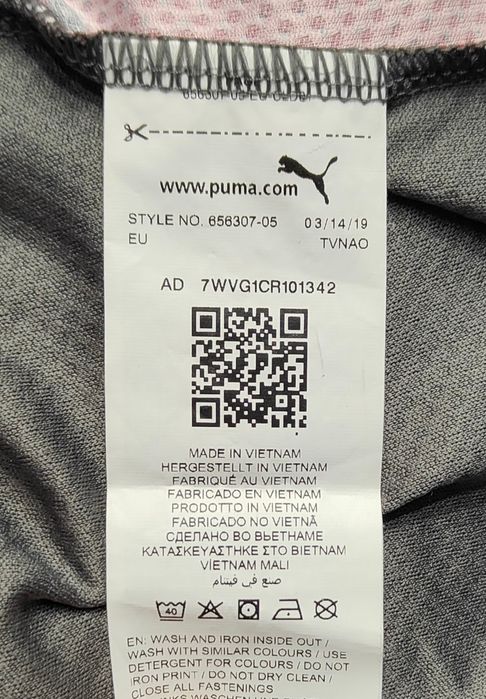 www.puma.com
STYLE NO. 656307-05 03/14/19
EU TVNAO
AD 7WVG1CR101342
MADE IN VIETNAM
HERGESTELLT IN VIETNAM
FABRIQUÉ AU VIETNAM
FABRICADO EN VIETNAM
PRODOTTO IN VIETNAM
FABRICADO NO VIETNÃ
СДЕЛАНО ВО ВЬЕТНАМЕ
ΚΑΤΑΣΚΕΥΑΣΤΗΚΕ ΣΤΟ ΒΙΕΤΝΑΜ
VİETNAM MALI
صنع في فيتنام
40
EN: WASH AND IRON INSIDE OUT /
WASH WITH SIMILAR COLOURS / USE
DETERGENT FOR COLOURS / DO NOT
IRON PRINT / DO NOT DRY CLEAN /
CLOSE ALL FASTENINGS